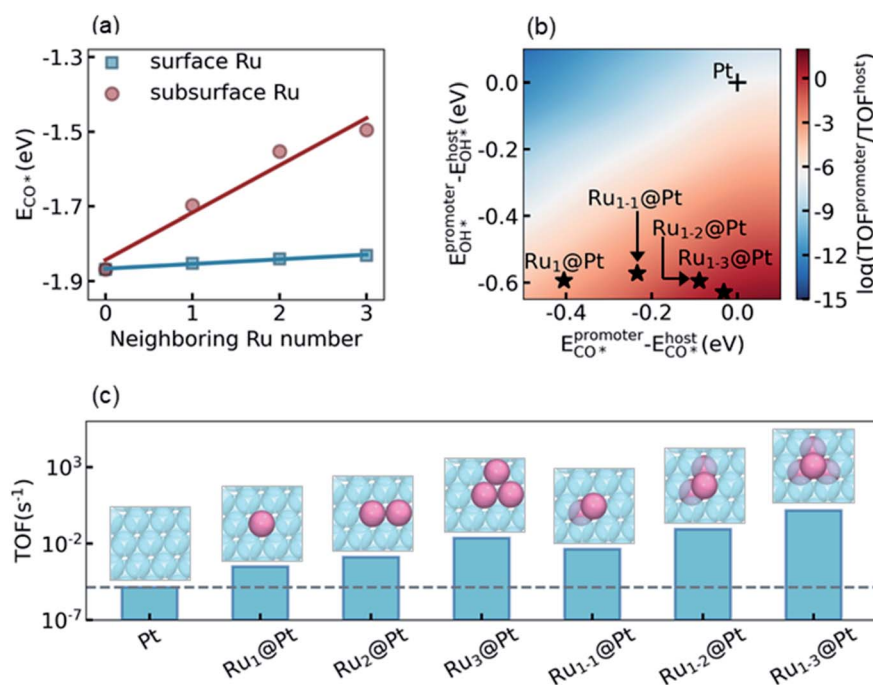 (a)
surface Ru
subsurface Ru
-1.3
-1.5
-1.7
-1.9
E_CO* (eV)
0 1 2 3
Neighboring Ru number
(b)
Pt
Ru₁₋₁@Pt
Ru₁₋₂@Pt
Ru₁@Pt
Ru₁₋₃@Pt
0.0
-0.2
-0.4
-0.6
E_OH*^promoter-E_OH*^host (eV)
-0.4 -0.2 0.0
E_CO*^promoter-E_CO*^host (eV)
0
-3
-6
-9
-12
-15
log(TOF^promoter/TOF^host)
(c)
10³
10⁻²
10⁻⁷
TOF(s⁻¹)
Pt Ru₁@Pt Ru₂@Pt Ru₃@Pt Ru₁₋₁@Pt Ru₁₋₂@Pt Ru₁₋₃@Pt